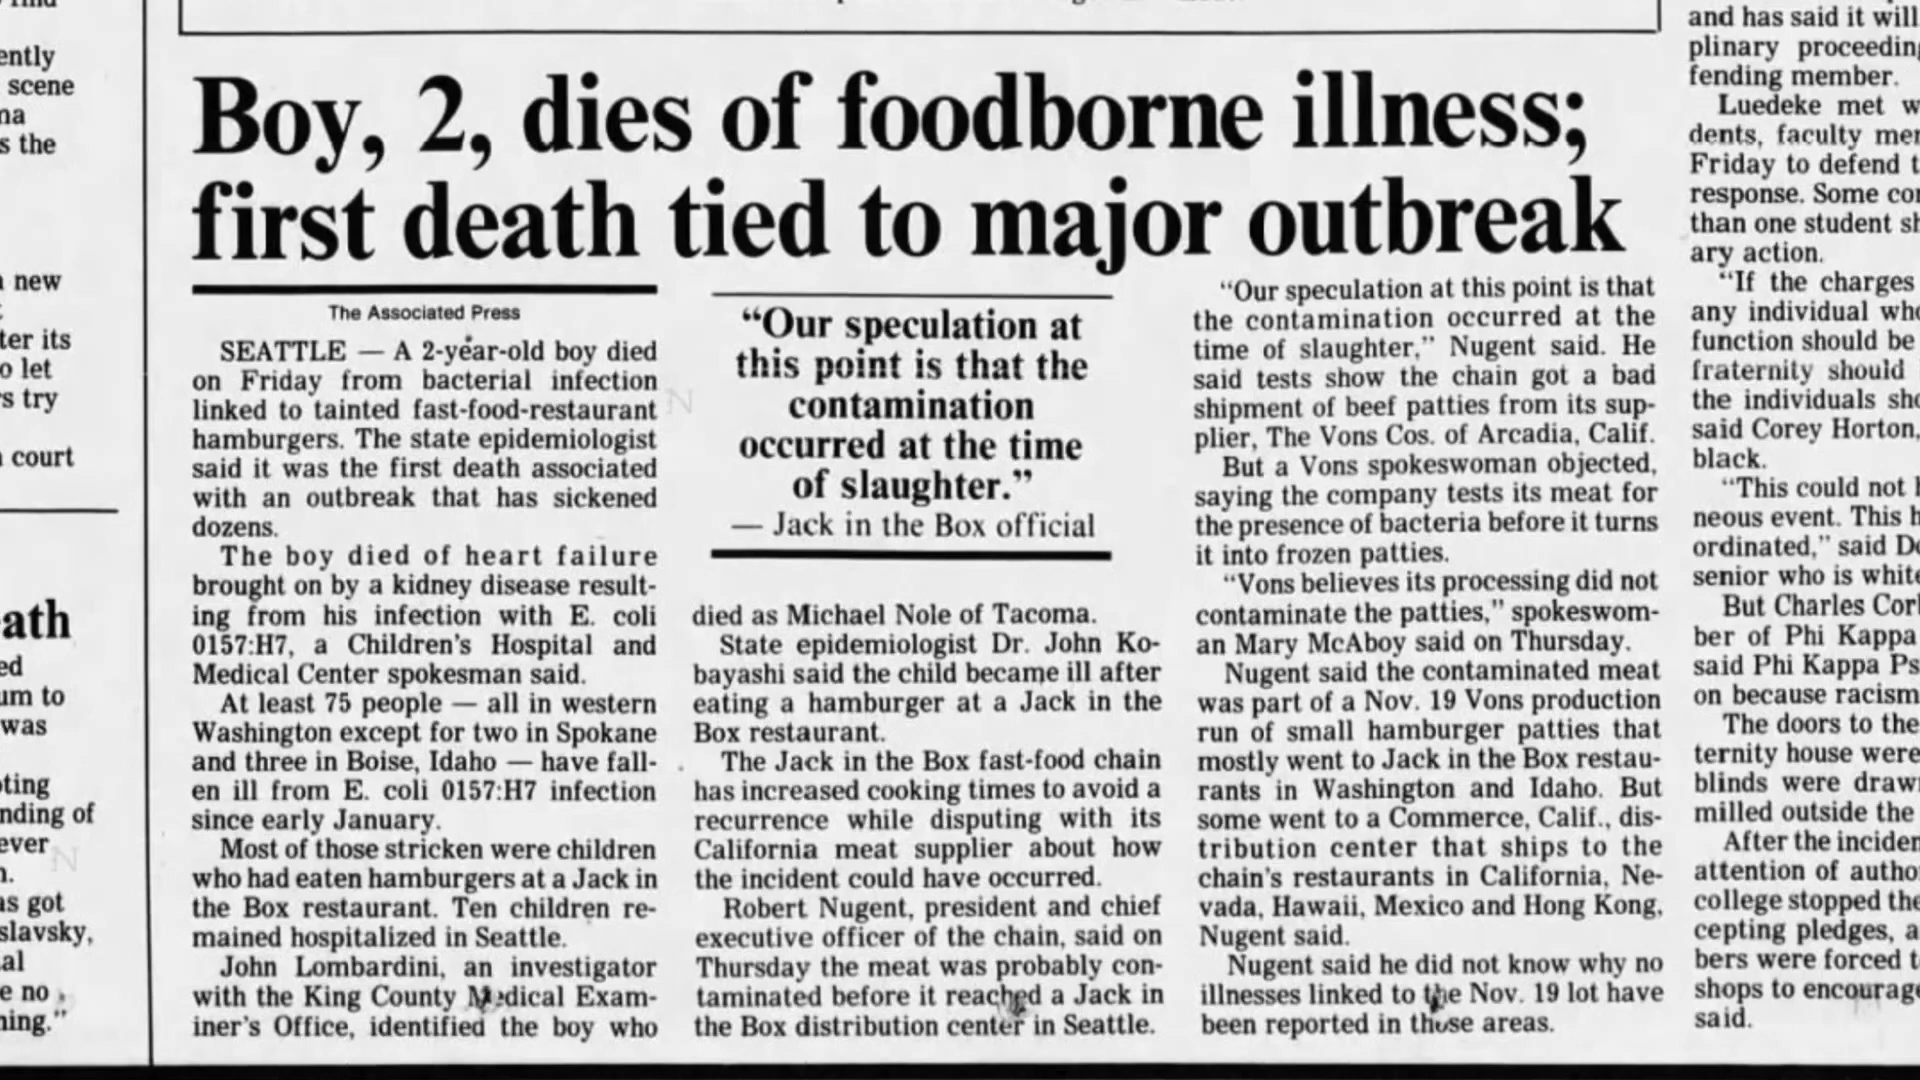 ently
scene
na
s the
new
ter its
o let
s try
court
ath
ed
um to
was
ting
nding of
ever
n.
as got
slavsky,
al
e no
ning."
Boy, 2, dies of foodborne illness;
first death tied to major outbreak
The Associated Press
SEATTLE — A 2-year-old boy died
on Friday from bacterial infection
linked to tainted fast-food-restaurant
hamburgers. The state epidemiologist
said it was the first death associated
with an outbreak that has sickened
dozens.
The boy died of heart failure
brought on by a kidney disease result-
ing from his infection with E. coli
0157:H7, a Children's Hospital and
Medical Center spokesman said.
At least 75 people — all in western
Washington except for two in Spokane
and three in Boise, Idaho — have fall-
en ill from E. coli 0157:H7 infection
since early January.
Most of those stricken were children
who had eaten hamburgers at a Jack in
the Box restaurant. Ten children re-
mained hospitalized in Seattle.
John Lombardini, an investigator
with the King County Medical Exam-
iner's Office, identified the boy who
"Our speculation at
this point is that the
contamination
occurred at the time
of slaughter."
— Jack in the Box official
died as Michael Nole of Tacoma.
State epidemiologist Dr. John Ko-
bayashi said the child became ill after
eating a hamburger at a Jack in the
Box restaurant.
The Jack in the Box fast-food chain
has increased cooking times to avoid a
recurrence while disputing with its
California meat supplier about how
the incident could have occurred.
Robert Nugent, president and chief
executive officer of the chain, said on
Thursday the meat was probably con-
taminated before it reached a Jack in
the Box distribution center in Seattle.
"Our speculation at this point is that
the contamination occurred at the
time of slaughter," Nugent said. He
said tests show the chain got a bad
shipment of beef patties from its sup-
plier, The Vons Cos. of Arcadia, Calif.
But a Vons spokeswoman objected,
saying the company tests its meat for
the presence of bacteria before it turns
it into frozen patties.
"Vons believes its processing did not
contaminate the patties," spokeswom-
an Mary McAboy said on Thursday.
Nugent said the contaminated meat
was part of a Nov. 19 Vons production
run of small hamburger patties that
mostly went to Jack in the Box restau-
rants in Washington and Idaho. But
some went to a Commerce, Calif., dis-
tribution center that ships to the
chain's restaurants in California, Ne-
vada, Hawaii, Mexico and Hong Kong,
Nugent said.
Nugent said he did not know why no
illnesses linked to the Nov. 19 lot have
been reported in those areas.
and has said it will
plinary proceeding
fending member.
Luedeke met w
dents, faculty mer
Friday to defend t
response. Some cor
than one student sh
ary action.
"If the charges
any individual who
function should be
fraternity should
the individuals sho
said Corey Horton,
black.
"This could not h
neous event. This h
ordinated," said De
senior who is white
But Charles Corl
ber of Phi Kappa
said Phi Kappa Ps
on because racism
The doors to the
ternity house were
blinds were drawn
milled outside the
After the inciden
attention of autho
college stopped the
cepting pledges, a
bers were forced t
shops to encourage
said.